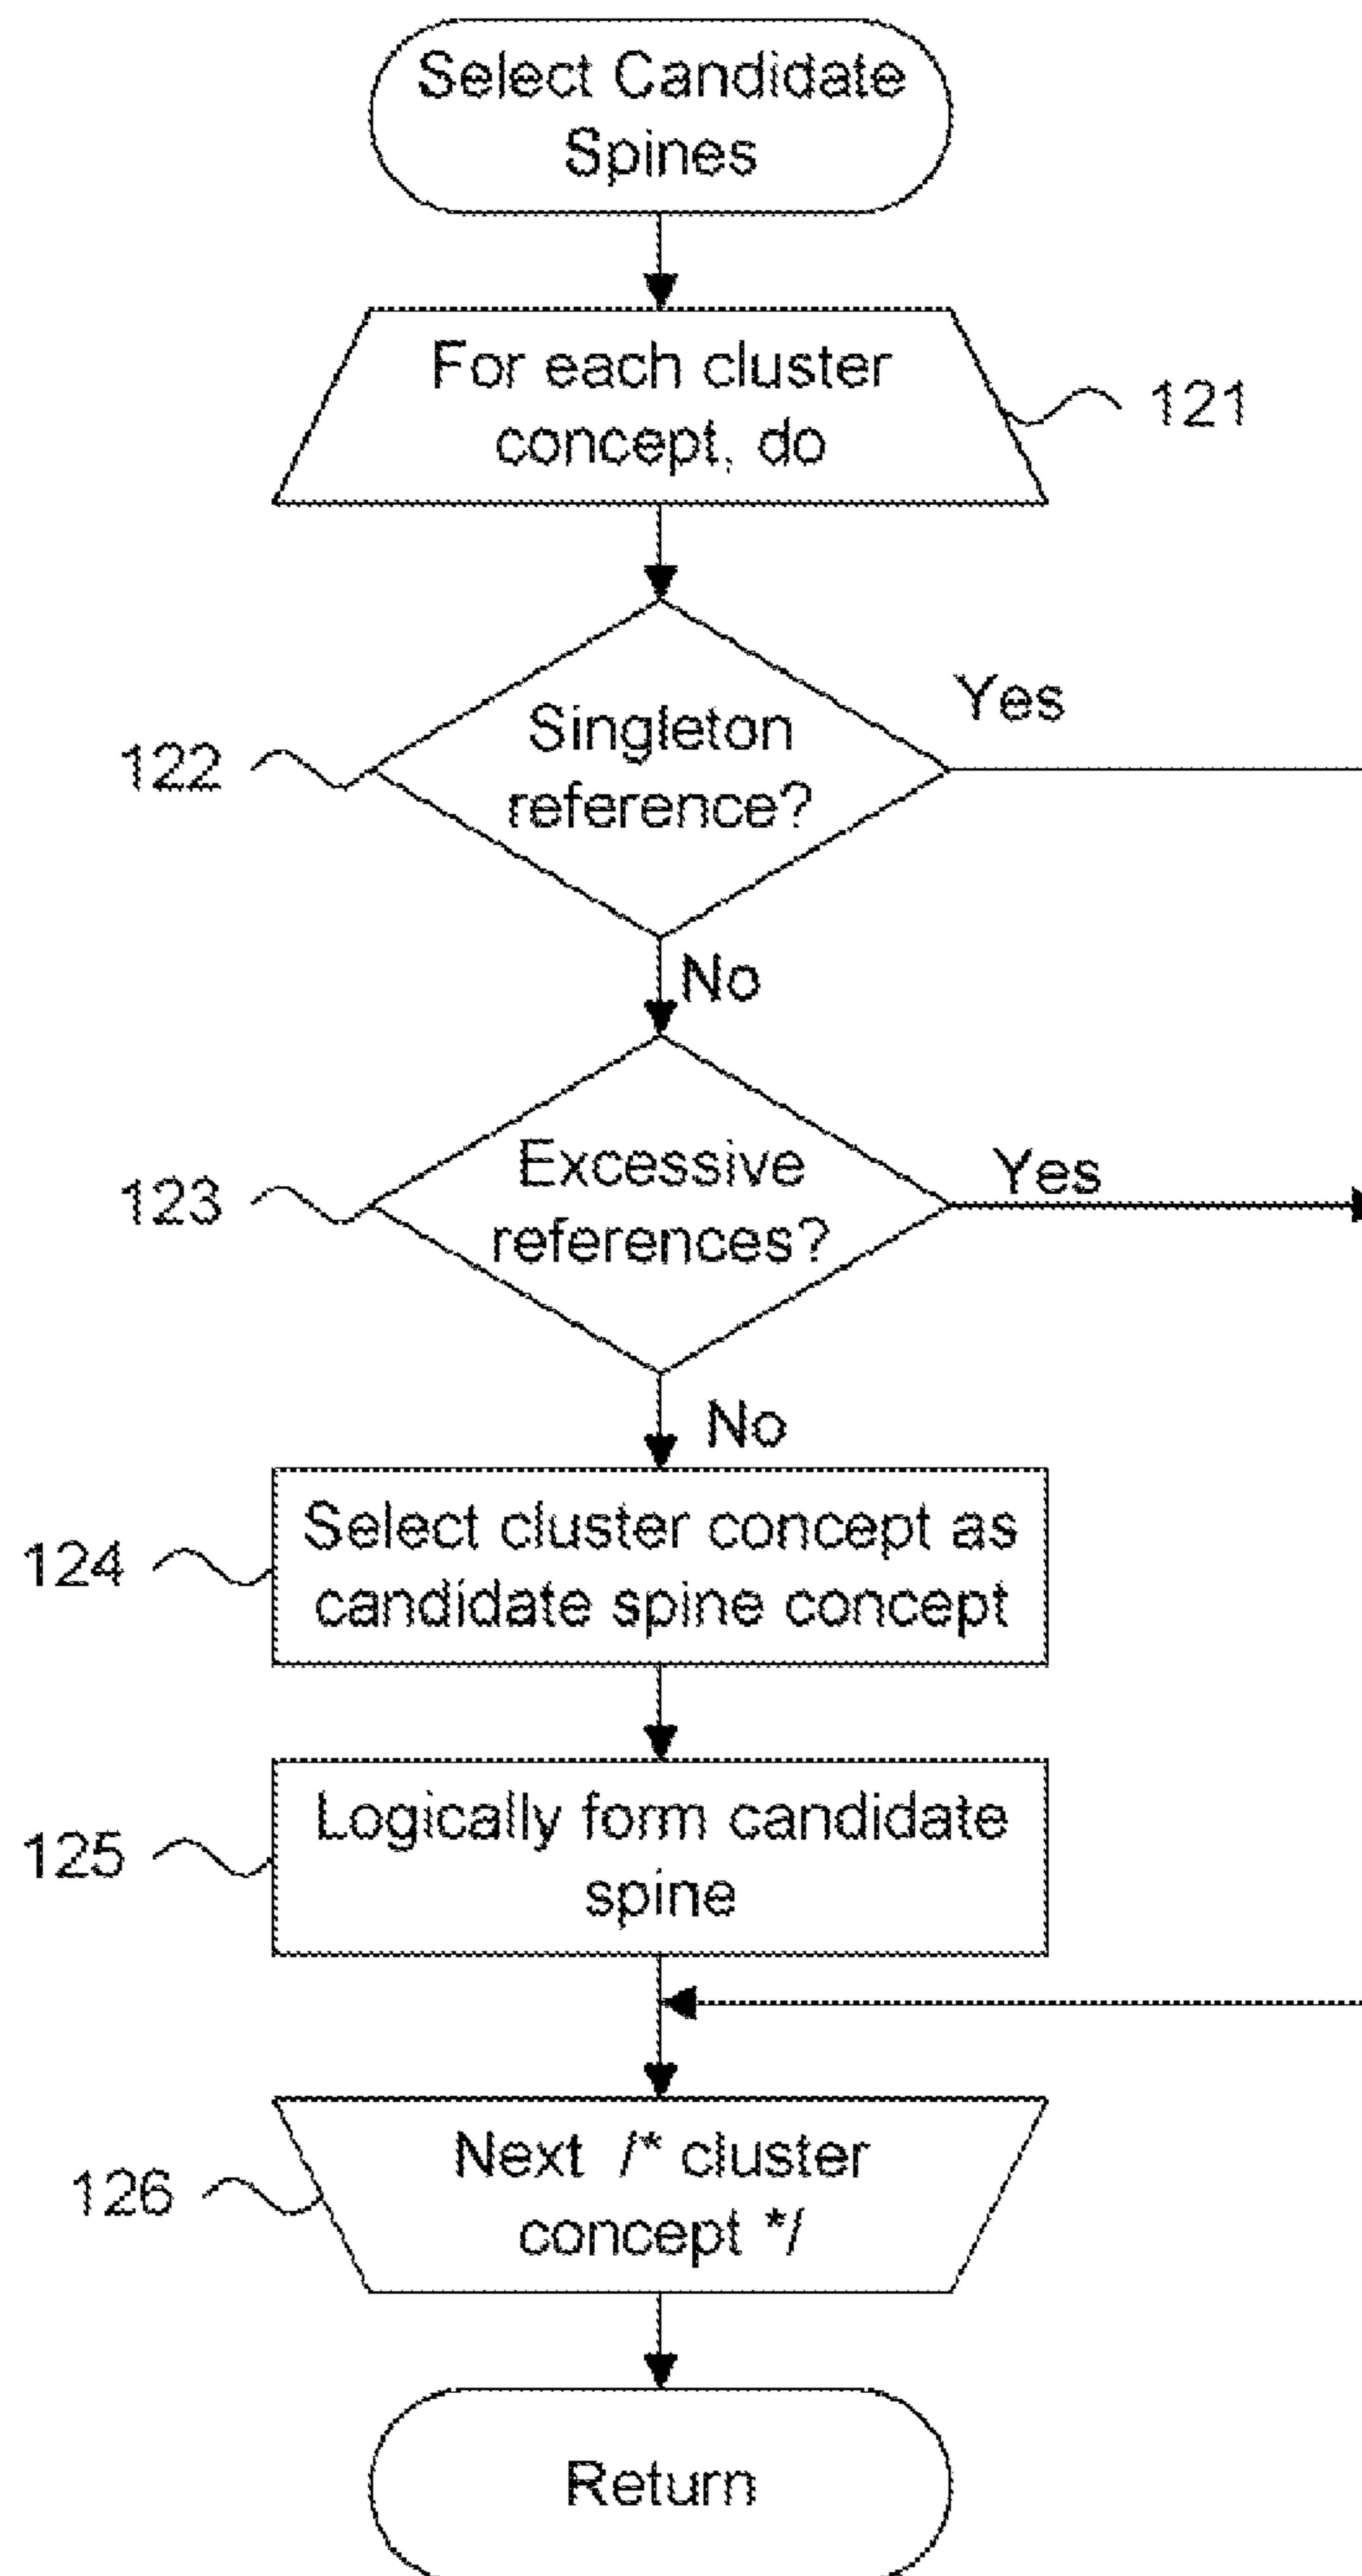 Select Candidate
Spines
For each cluster
concept, do
121
Yes
122
Singleton
reference?
No
123
Excessive
references?
Yes
No
124
Select cluster concept as
candidate spine concept
125
Logically form candidate
spine
126
Next /* cluster
concept */
Return